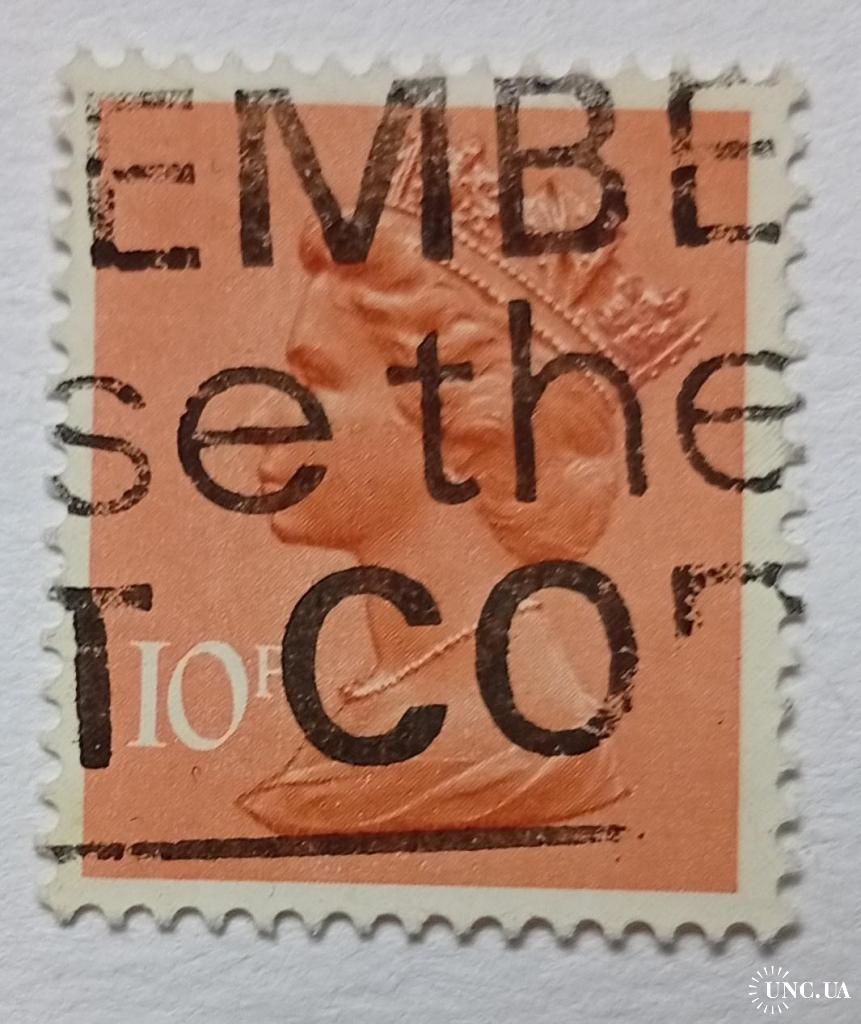 EMBE
se the
10P
T CO
UNC.UA